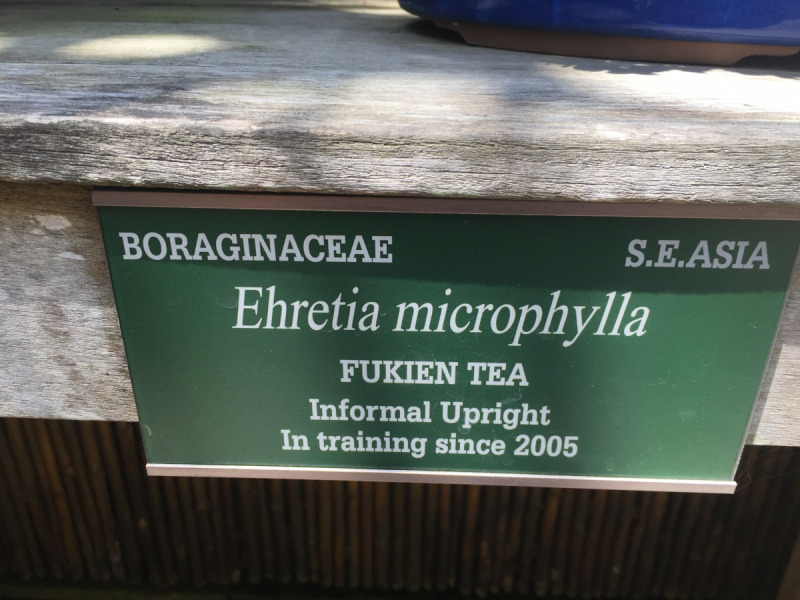 BORAGINACEAE S.E.ASIA
Ehretia microphylla
FUKIEN TEA
Informal Upright
In training since 2005